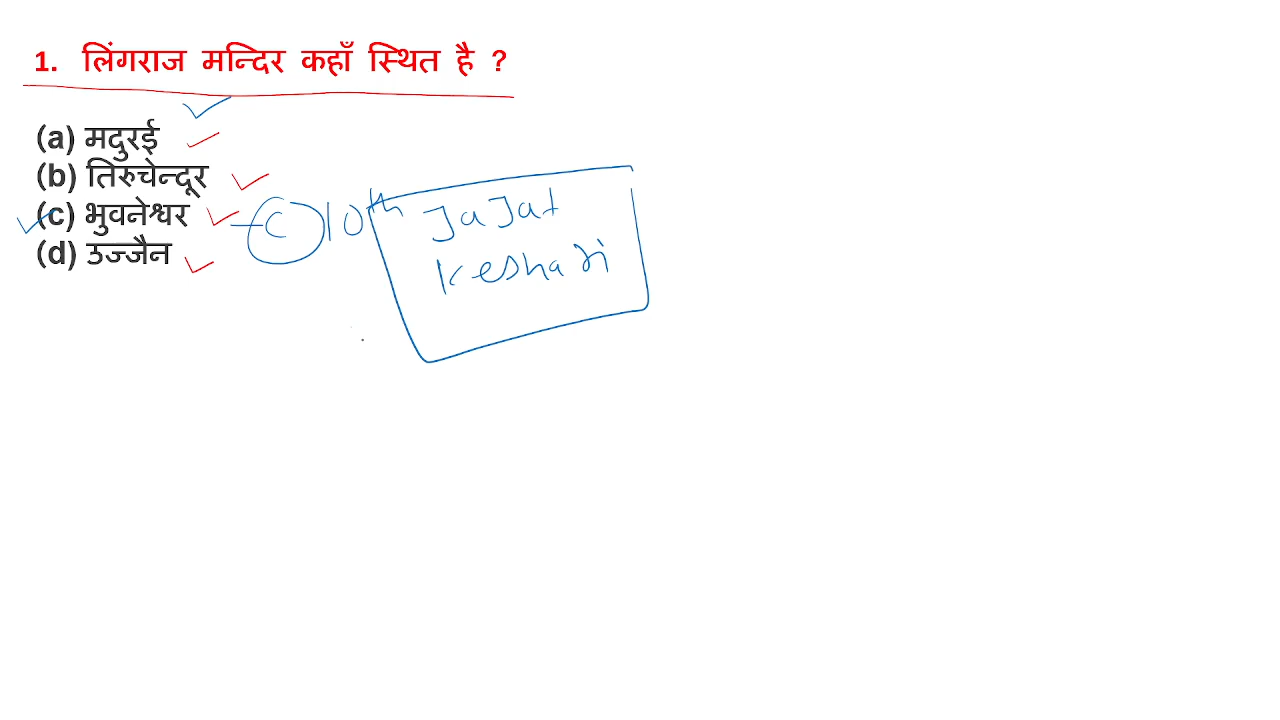 1. लिंगराज मन्दिर कहाँ स्थित है ?
(a) मदुरई
(b) तिरुचेन्दूर
(c) भुवनेश्वर
(d) उज्जैन
C 10th
JaJat
Keshari